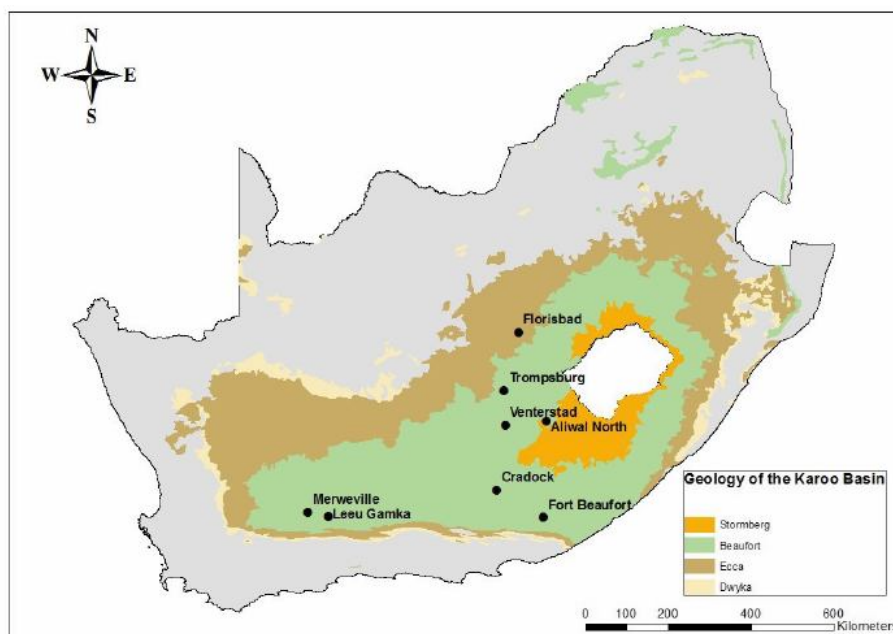 N
W E
S
Florisbad
Trompsburg
Venterstad
Aliwal North
Cradock
Merweville
Leeu Gamka
Fort Beaufort
Geology of the Karoo Basin
Stormberg
Beaufort
Ecca
Dwyka
0 100 200 400 600
Kilometer